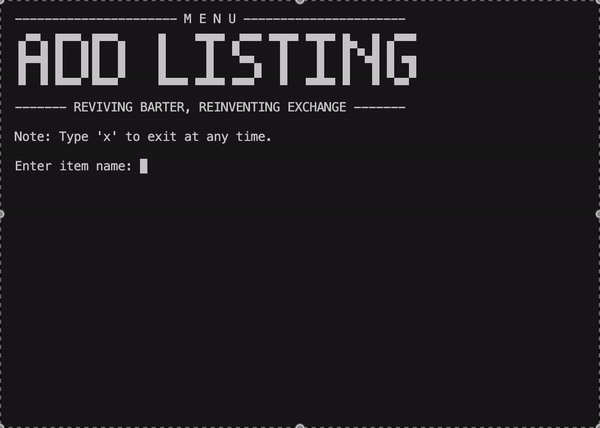 ---------------------- M E N U ----------------------
ADD LISTING
------- REVIVING BARTER, REINVENTING EXCHANGE -------
Note: Type 'x' to exit at any time.
Enter item name: